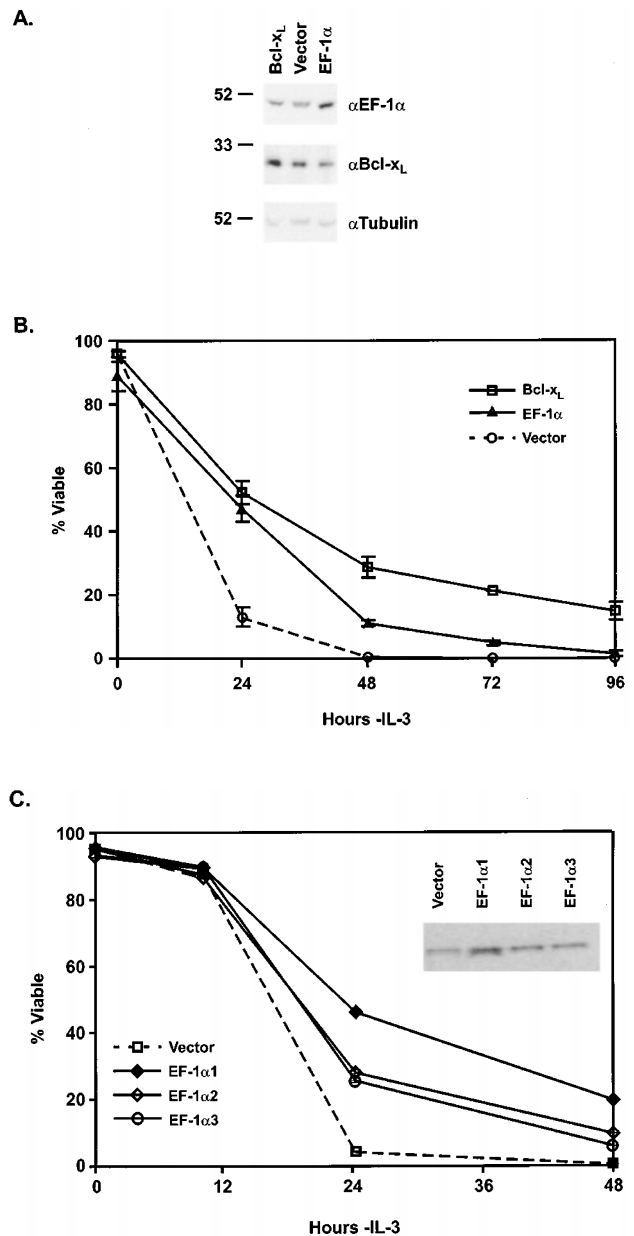 A.
Bcl-xL Vector EF-1α
52 αEF-1α
33 αBcl-xL
52 αTubulin
B.
100
80
60
40
20
0
% Viable
Bcl-xL
EF-1α
Vector
0 24 48 72 96
Hours -IL-3
C.
100
80
60
40
20
0
% Viable
Vector EF-1α1 EF-1α2 EF-1α3
Vector
EF-1α1
EF-1α2
EF-1α3
0 12 24 36 48
Hours -IL-3